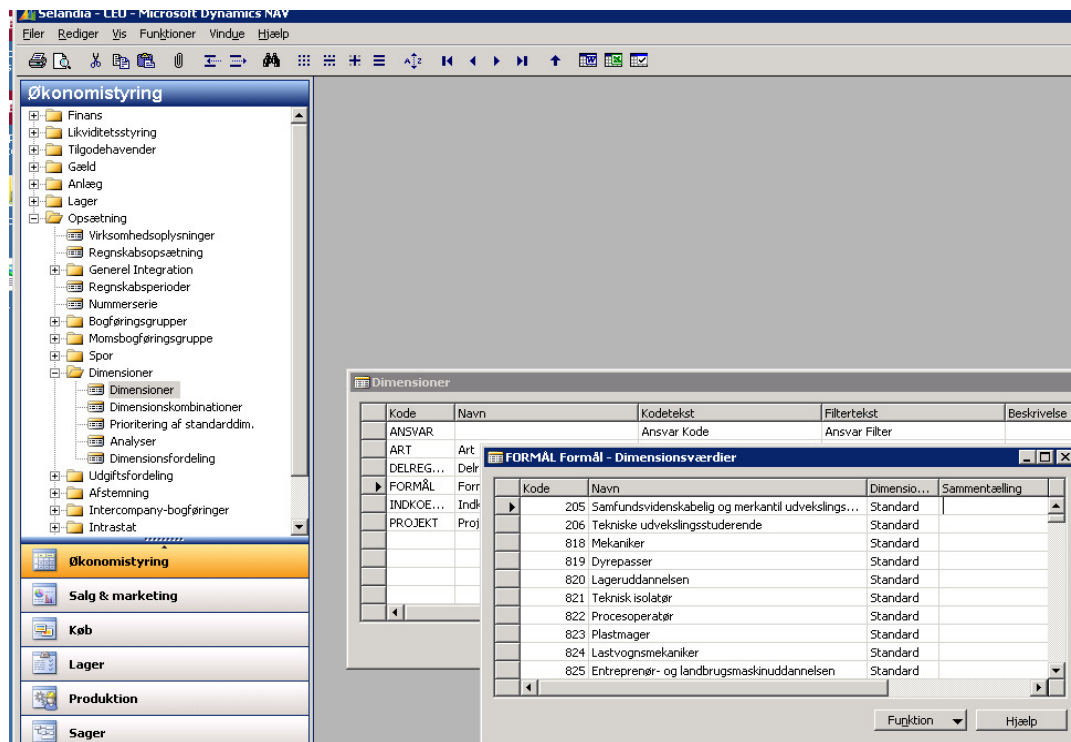 Selandia - CEU - Microsoft Dynamics NAV
Filer Rediger Vis Funktioner Vindue Hjælp
Økonomistyring
Finans
Likviditetsstyring
Tilgodehavender
Gæld
Anlæg
Lager
Opsætning
Virksomhedsoplysninger
Regnskabsopsætning
Generel Integration
Regnskabsperioder
Nummerserie
Bogføringsgrupper
Momsbogføringsgruppe
Spor
Dimensioner
Dimensioner
Dimensionskombinationer
Prioritering af standarddim.
Analyser
Dimensionsfordeling
Udgiftsfordeling
Afstemning
Intercompany-bogføringer
Intrastat
Økonomistyring
Salg & marketing
Køb
Lager
Produktion
Sager
Dimensioner
Kode Navn Kodetekst Filtertekst Beskrivelse
ANSVAR Ansvar Kode Ansvar Filter
ART Art
DELREG... Delr
FORMÅL Forr
INDKOE... Indk
PROJEKT Proj
FORMÅL Formål - Dimensionsværdier
Kode Navn Dimensio... Sammentælling
205 Samfundsvidenskabelig og merkantil udvekslings... Standard
206 Tekniske udvekslingsstuderende Standard
818 Mekaniker Standard
819 Dyrepasser Standard
820 Lageruddannelsen Standard
821 Teknisk isolatør Standard
822 Procesoperatør Standard
823 Plastmager Standard
824 Lastvognsmekaniker Standard
825 Entreprenør- og landbrugsmaskinuddannelsen Standard
Funktion Hjælp